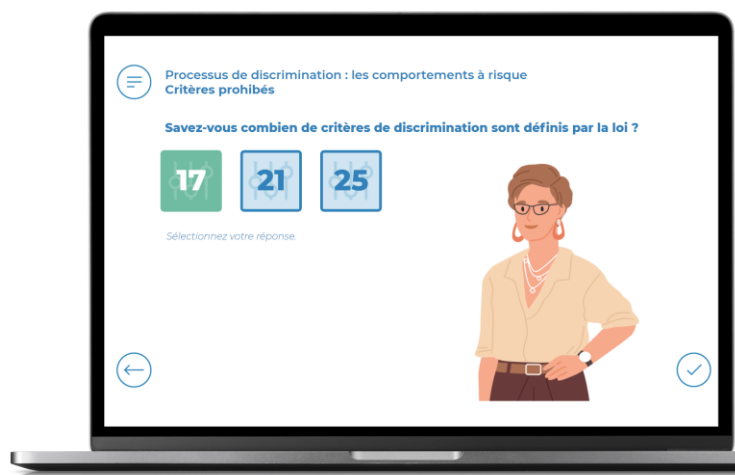 Processus de discrimination : les comportements à risque
Critères prohibés
Savez-vous combien de critères de discrimination sont définis par la loi ?
17 21 25
Sélectionnez votre réponse.